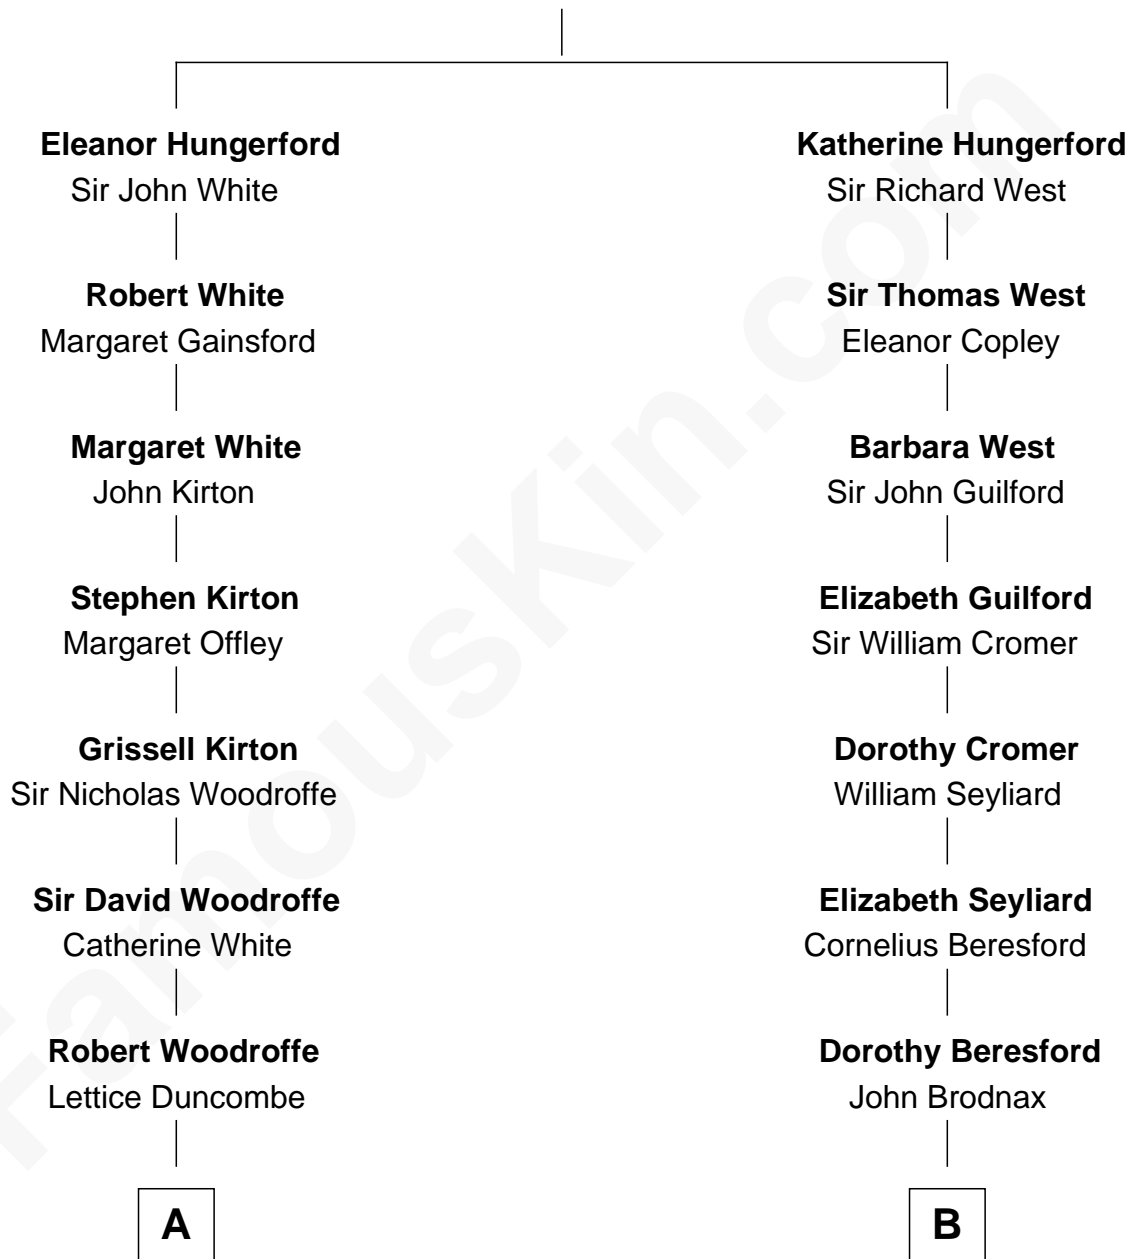 Eleanor Hungerford
Sir John White
Robert White
Margaret Gainsford
Margaret White
John Kirton
Stephen Kirton
Margaret Offley
Grissell Kirton
Sir Nicholas Woodroffe
Sir David Woodroffe
Catherine White
Robert Woodroffe
Lettice Duncombe
A
Katherine Hungerford
Sir Richard West
Sir Thomas West
Eleanor Copley
Barbara West
Sir John Guilford
Elizabeth Guilford
Sir William Cromer
Dorothy Cromer
William Seyliard
Elizabeth Seyliard
Cornelius Beresford
Dorothy Beresford
John Brodnax
B
FamousKin.com